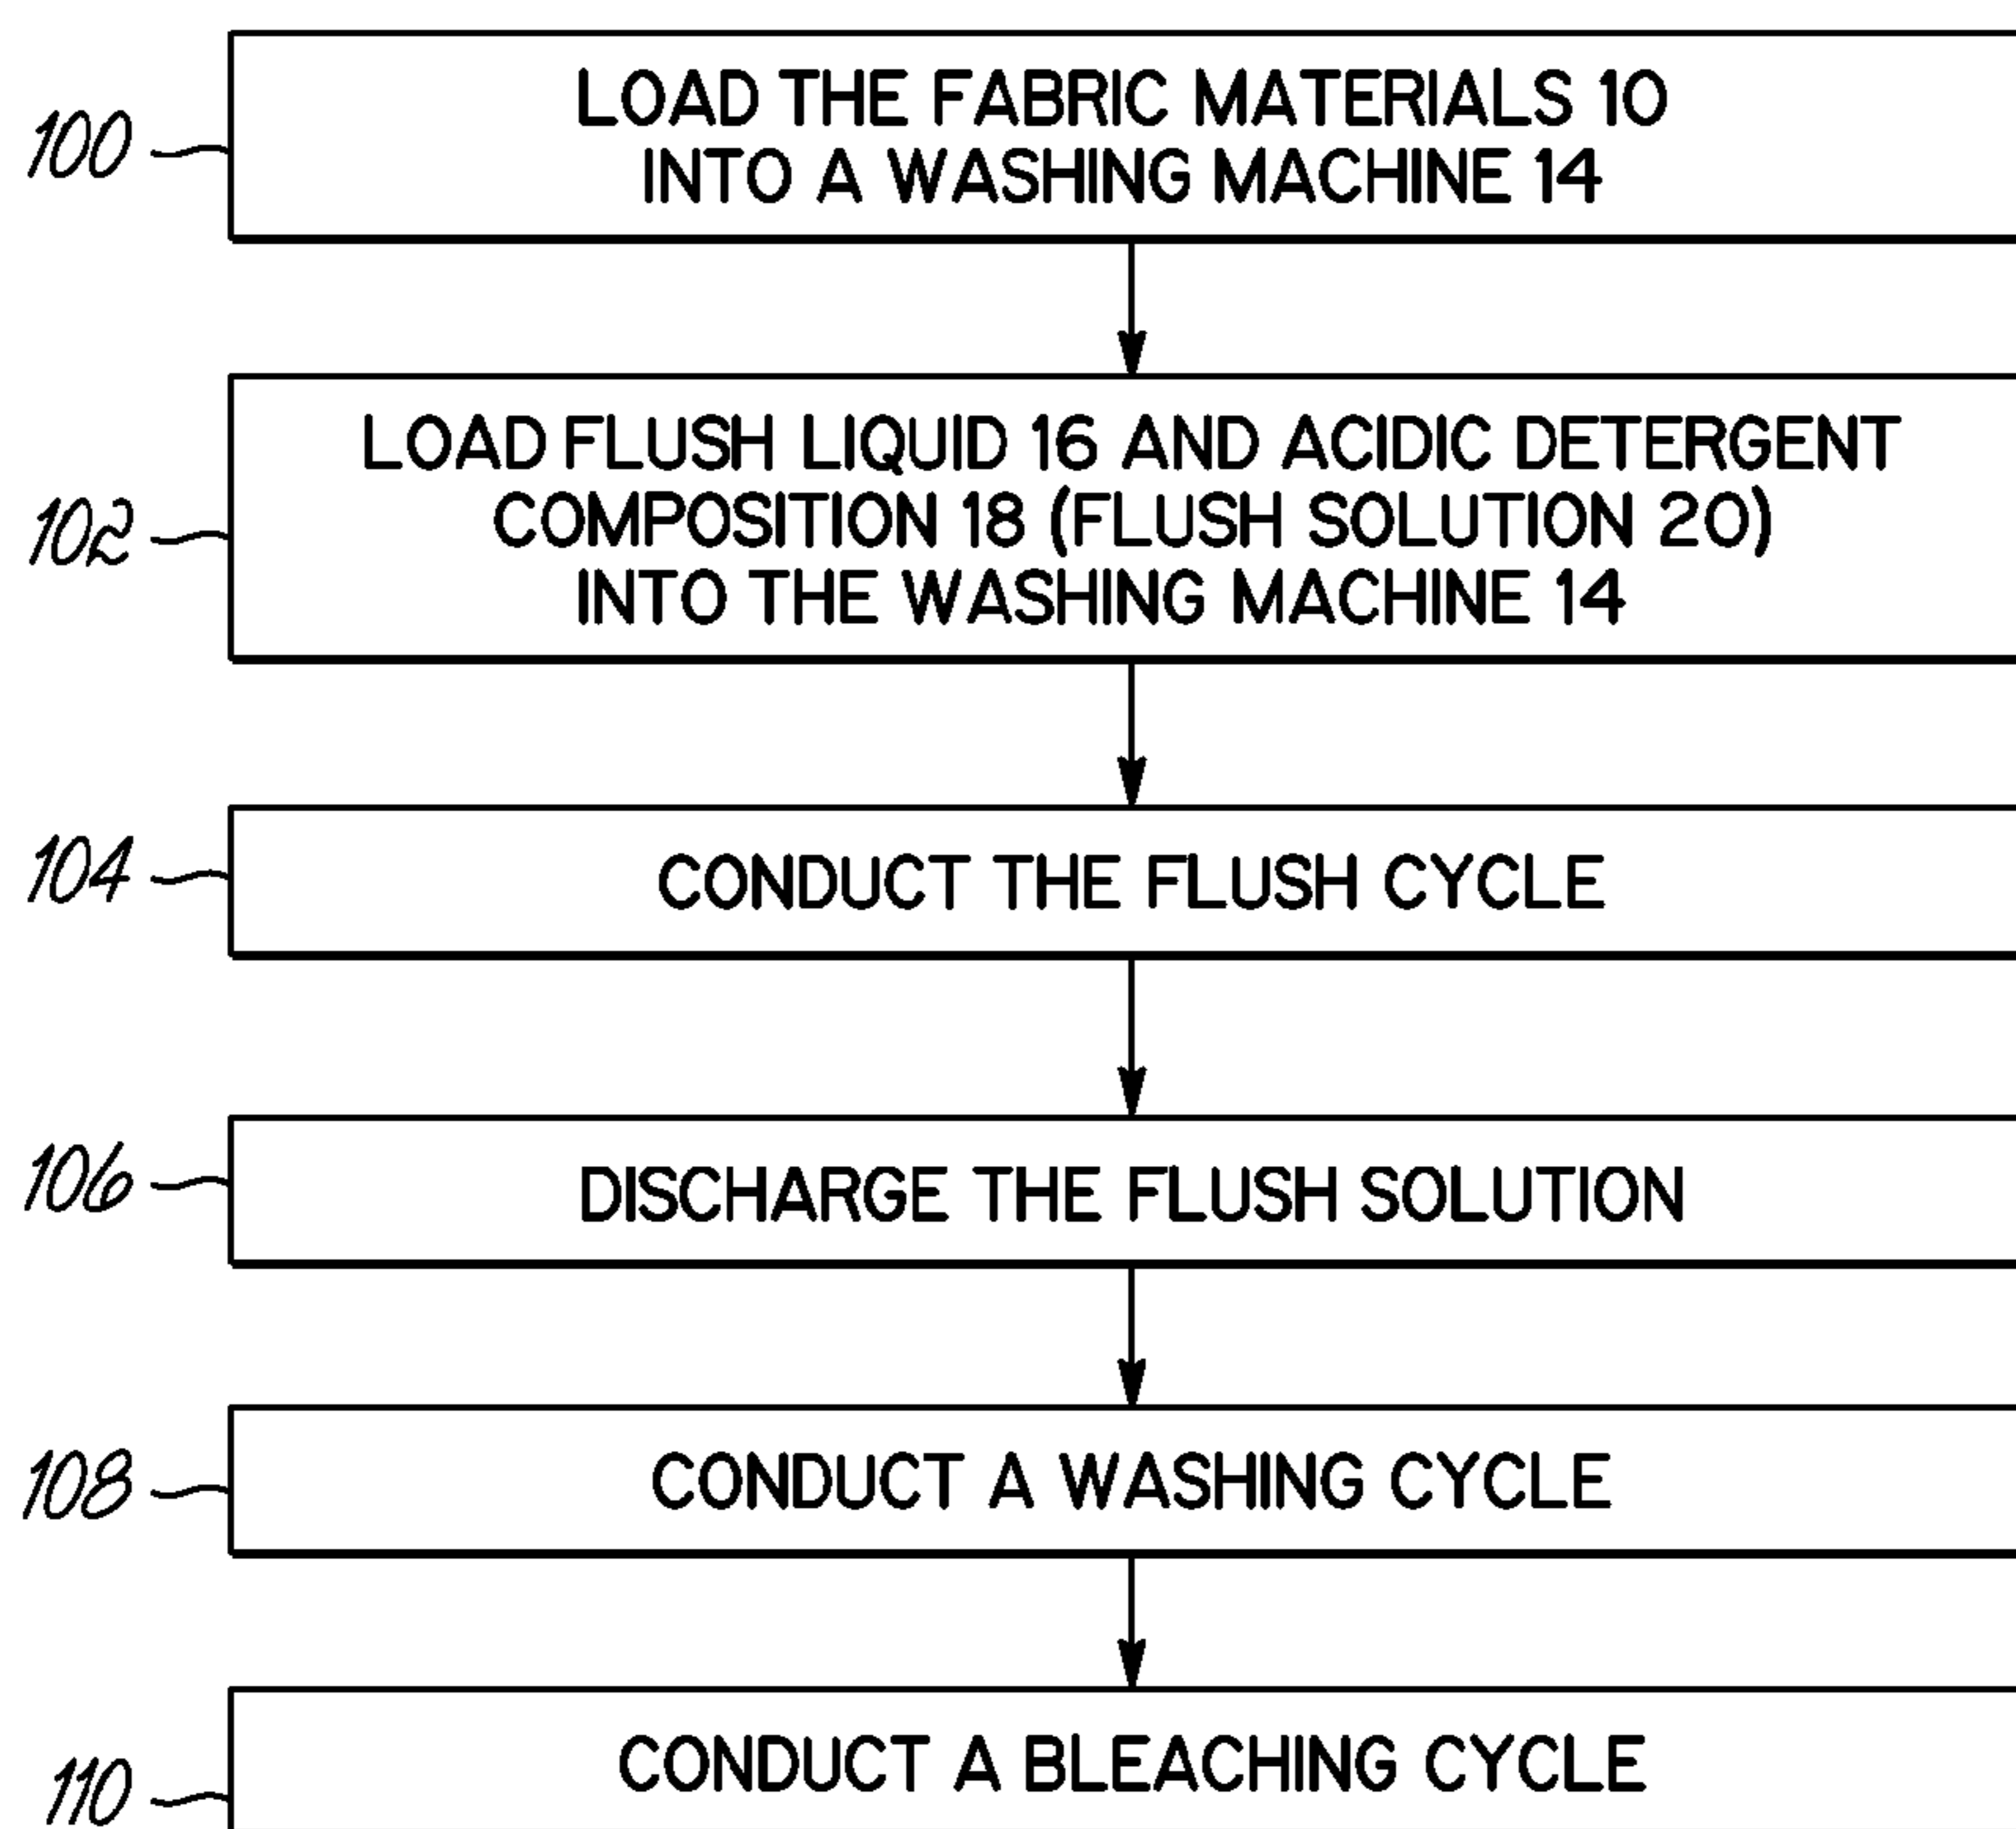 100
LOAD THE FABRIC MATERIALS 10
INTO A WASHING MACHINE 14
102
LOAD FLUSH LIQUID 16 AND ACIDIC DETERGENT
COMPOSITION 18 (FLUSH SOLUTION 20)
INTO THE WASHING MACHINE 14
104
CONDUCT THE FLUSH CYCLE
106
DISCHARGE THE FLUSH SOLUTION
108
CONDUCT A WASHING CYCLE
110
CONDUCT A BLEACHING CYCLE